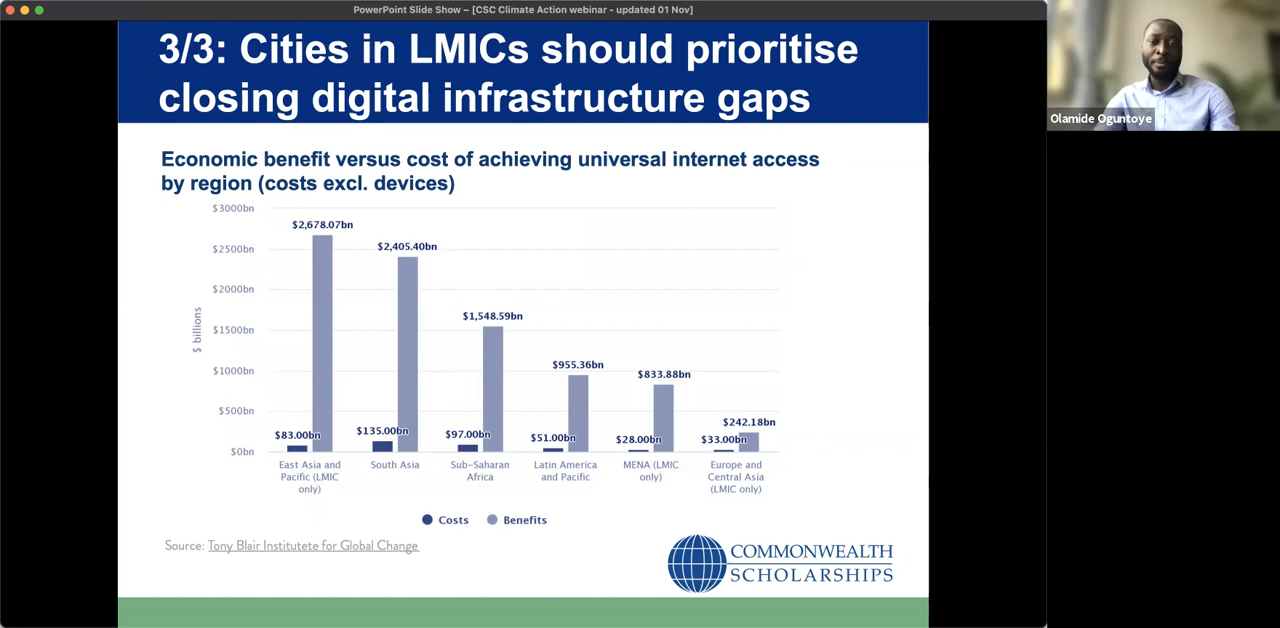 PowerPoint Slide Show – [CSC Climate Action webinar - updated 01 Nov]
3/3: Cities in LMICs should prioritise
closing digital infrastructure gaps
Olamide Oguntoye
Economic benefit versus cost of achieving universal internet access
by region (costs excl. devices)
$3000bn
$2500bn
$2000bn
$1500bn
$1000bn
$500bn
$0bn
$ billions
$2,678.07bn
$2,405.40bn
$1,548.59bn
$955.36bn
$833.88bn
$242.18bn
$83.00bn
$135.00bn
$97.00bn
$51.00bn
$28.00bn
$33.00bn
East Asia and
Pacific (LMIC
only)
South Asia
Sub-Saharan
Africa
Latin America
and Pacific
MENA (LMIC
only)
Europe and
Central Asia
(LMIC only)
Costs
Benefits
Source: Tony Blair Institutete for Global Change
COMMONWEALTH
SCHOLARSHIPS